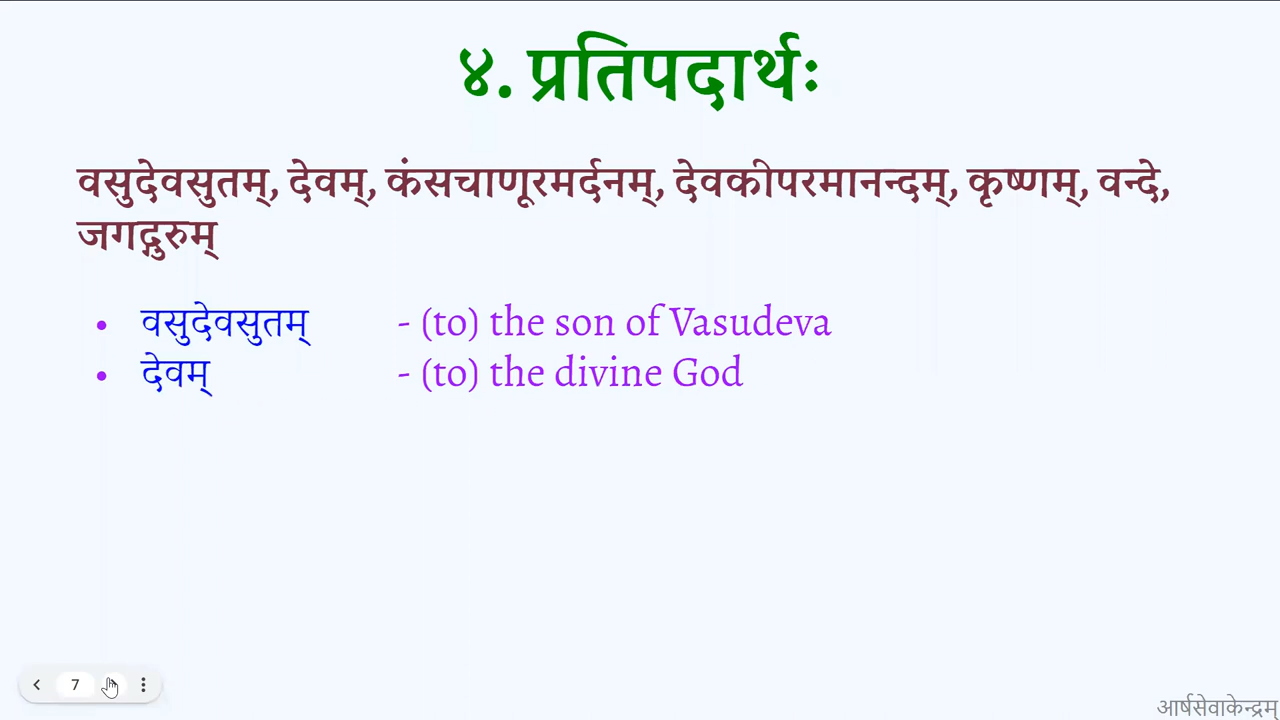 ४. प्रतिपदार्थः
वसुदेवसुतम्, देवम्, कंसचाणूरमर्दनम्, देवकीपरमानन्दम्, कृष्णम्, वन्दे,
जगद्गुरुम्
• वसुदेवसुतम् - (to) the son of Vasudeva
• देवम् - (to) the divine God
7
आर्षसेवाकेन्द्रम्